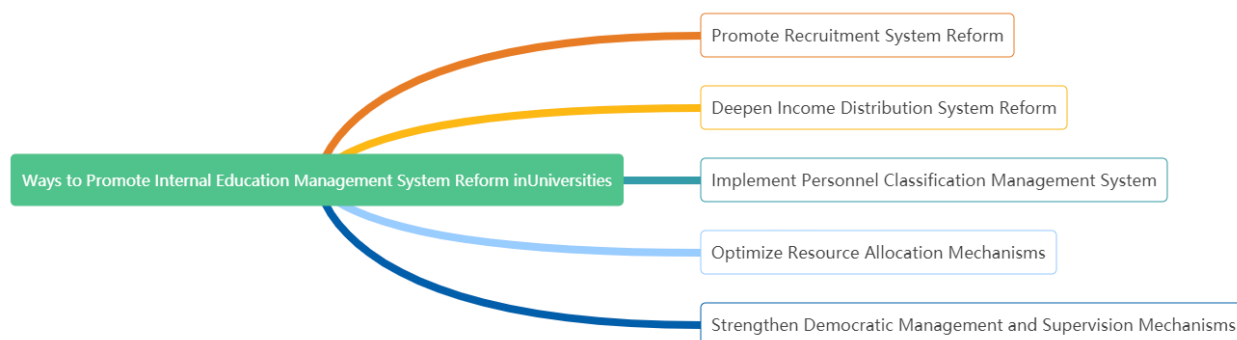 Promote Recruitment System Reform
Deepen Income Distribution System Reform
Ways to Promote Internal Education Management System Reform inUniversities
Implement Personnel Classification Management System
Optimize Resource Allocation Mechanisms
Strengthen Democratic Management and Supervision Mechanisms